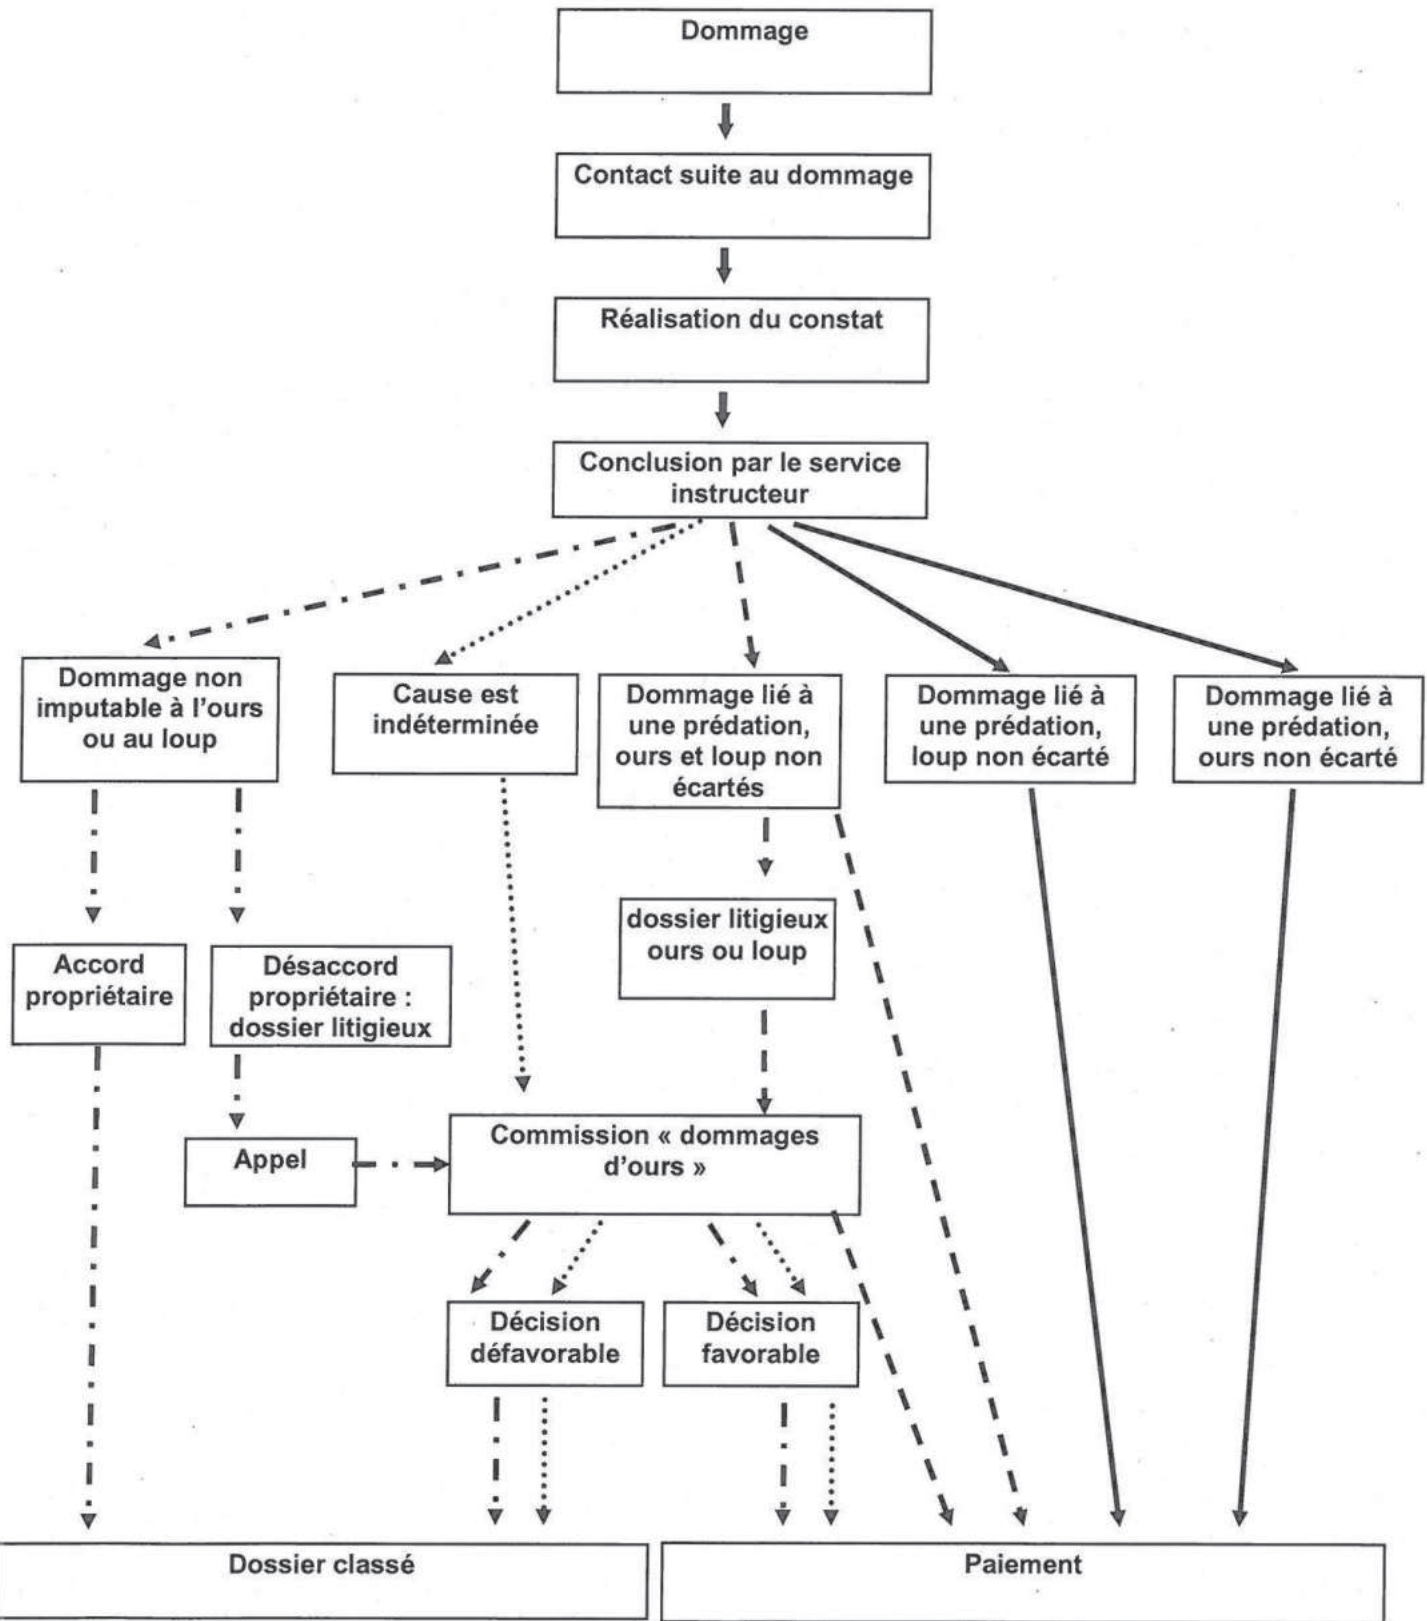 Dommage
Contact suite au dommage
Réalisation du constat
Conclusion par le service
instructeur
Dommage non
imputable à l'ours
ou au loup
Cause est
indéterminée
Dommage lié à
une prédation,
ours et loup non
écartés
Dommage lié à
une prédation,
loup non écarté
Dommage lié à
une prédation,
ours non écarté
dossier litigieux
ours ou loup
Accord
propriétaire
Désaccord
propriétaire :
dossier litigieux
Appel
Commission « dommages
d'ours »
Décision
défavorable
Décision
favorable
Dossier classé
Paiement